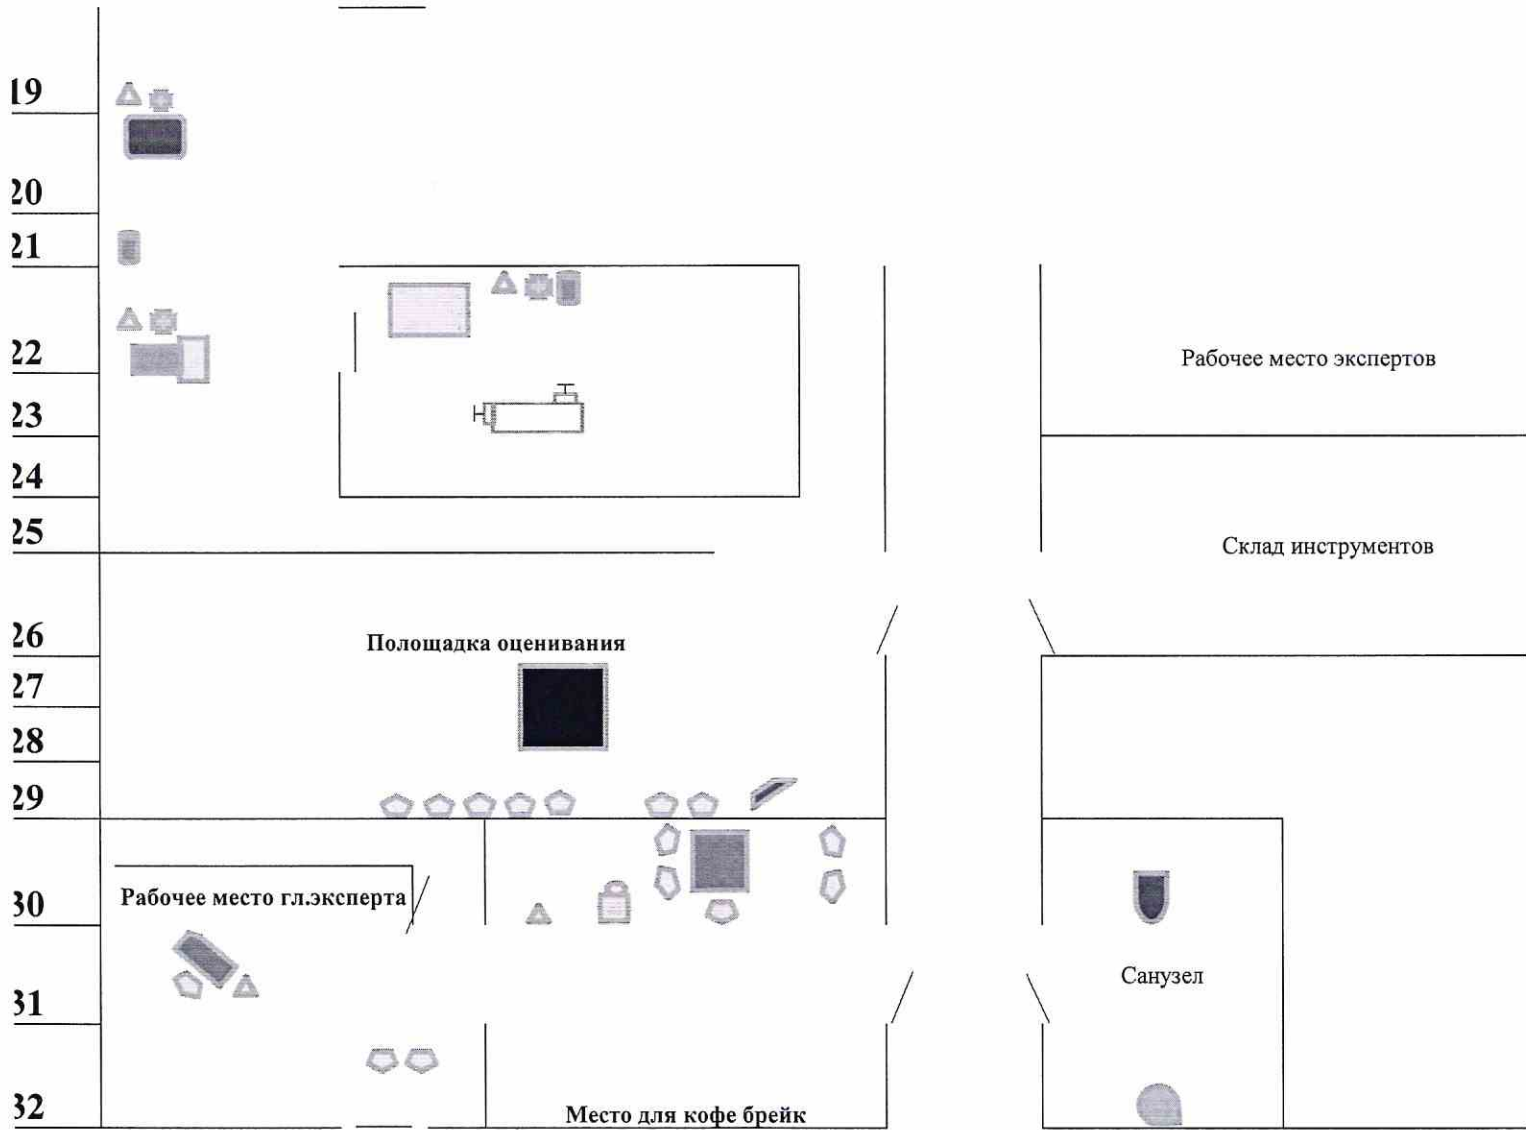 19
20
21
22
Рабочее место экспертов
23
24
25
Склад инструментов
26
Полощадка оценивания
27
28
29
30
Рабочее место гл.эксперта
31
Санузел
32
Место для кофе брейк